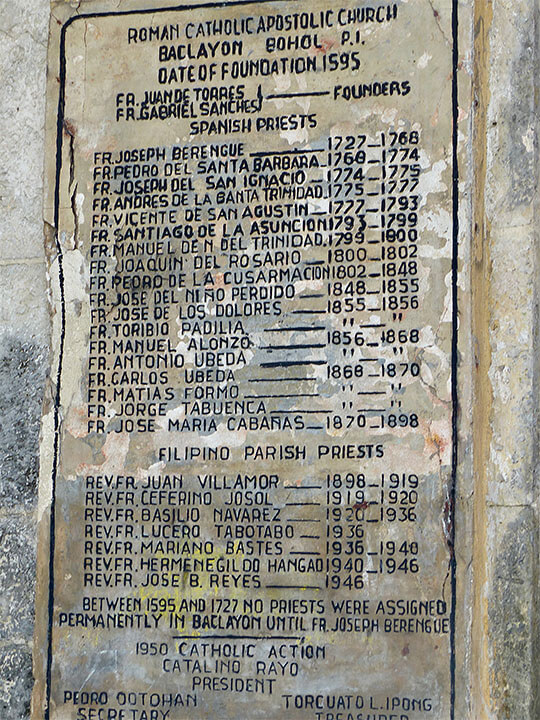 ROMAN CATHOLIC APOSTOLIC CHURCH
BACLAYON BOHOL P.I.
DATE OF FOUNDATION 1595
FR. JUAN DE TORRES
FR. GABRIEL SANCHES } FOUNDERS
SPANISH PRIESTS
FR. JOSEPH BERENGUE 1727-1768
FR. PEDRO DEL SANTA BARBARA 1768-1774
FR. JOSEPH DEL SAN IGNACIO 1774-1775
FR. ANDRES DE LA BANTA TRINIDAD. 1775-1777
FR. VICENTE DE SAN AGUSTIN 1777-1793
FR. SANTIAGO DE LA ASUNCION 1793-1799
FR. MANUEL DE N DEL TRINIDAD. 1799-1800
FR. JOAQUIN DEL ROSARIO 1800-1802
FR. PEDRO DE LA CUSARMACION 1802-1848
FR. JOSE DEL NIÑO PERDIDO 1848-1855
FR. JOSE DE LOS DOLORES 1855-1856
FR. TORIBIO PADILIA " — "
FR. MANUEL ALONZO 1856-1868
FR. ANTONIO UBEDA " — "
FR. CARLOS UBEDA 1868-1870
FR. MATIAS FORMO " — "
FR. JORGE TABUENCA " — "
FR. JOSE MARIA CABAÑAS 1870-1898
FILIPINO PARISH PRIESTS
REV. FR. JUAN VILLAMOR 1898-1919
REV. FR. CEFERINO JOSOL 1919-1920
REV. FR. BASILIO NAVAREZ 1920-1936
REV. FR. LUCERO TABOTABO 1936
REV. FR. MARIANO BASTES 1936-1940
REV. FR. HERMENEGILDO HANGAD 1940-1946
REV. FR. JOSE B. REYES 1946
BETWEEN 1595 AND 1727 NO PRIESTS WERE ASSIGNED
PERMANENTLY IN BACLAYON UNTIL FR. JOSEPH BERENGUE
1950 CATHOLIC ACTION
CATALINO RAYO
PRESIDENT
PEDRO OOTOHAN TORCUATO L. IPONG
SECRETARY TREASURER